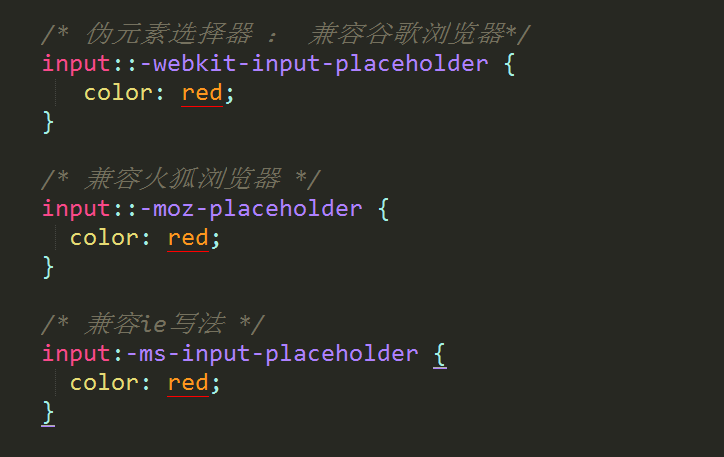 /* 伪元素选择器 ： 兼容谷歌浏览器*/
input::-webkit-input-placeholder {
color: red;
}
/* 兼容火狐浏览器 */
input::-moz-placeholder {
color: red;
}
/* 兼容ie写法 */
input:-ms-input-placeholder {
color: red;
}